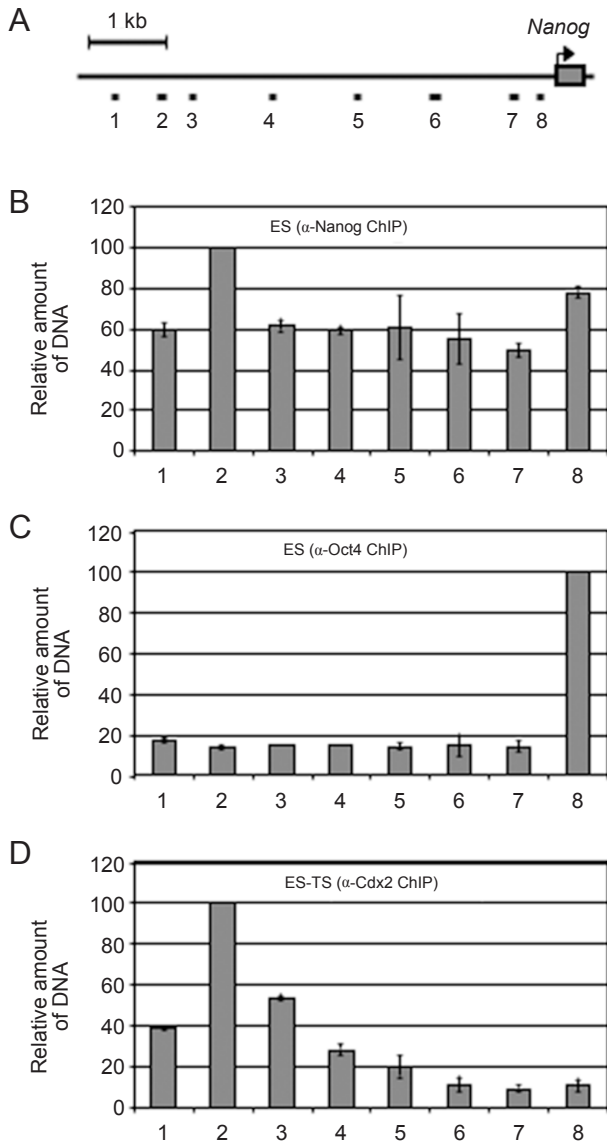 A
1 kb
Nanog
1 2 3 4 5 6 7 8
B
ES (α-Nanog ChIP)
Relative amount
of DNA
120
100
80
60
40
20
0
1 2 3 4 5 6 7 8
C
ES (α-Oct4 ChIP)
Relative amount
of DNA
120
100
80
60
40
20
0
1 2 3 4 5 6 7 8
D
ES-TS (α-Cdx2 ChIP)
Relative amount
of DNA
120
100
80
60
40
20
0
1 2 3 4 5 6 7 8